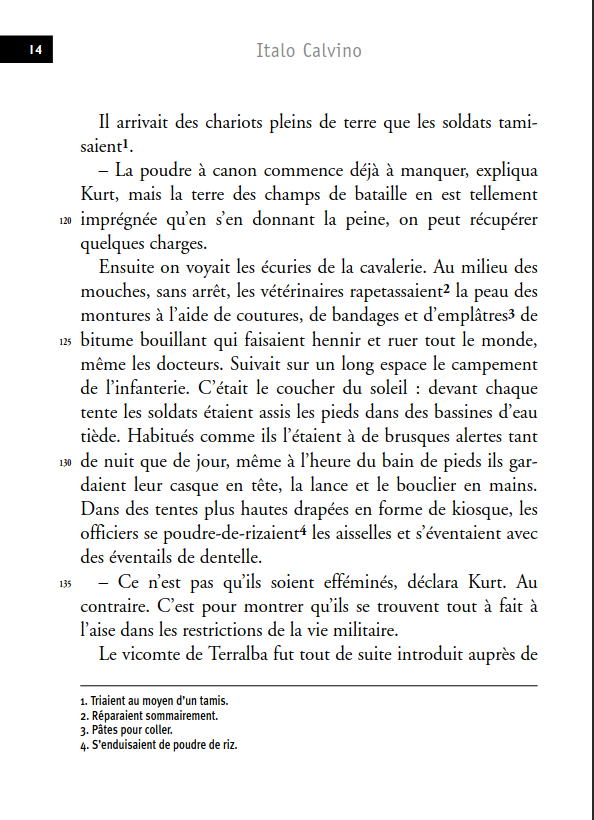 14
Italo Calvino
Il arrivait des chariots pleins de terre que les soldats tami-
saient1.
– La poudre à canon commence déjà à manquer, expliqua
Kurt, mais la terre des champs de bataille en est tellement
120 imprégnée qu'en s'en donnant la peine, on peut récupérer
quelques charges.
Ensuite on voyait les écuries de la cavalerie. Au milieu des
mouches, sans arrêt, les vétérinaires rapetassaient2 la peau des
montures à l'aide de coutures, de bandages et d'emplâtres3 de
125 bitume bouillant qui faisaient hennir et ruer tout le monde,
même les docteurs. Suivait sur un long espace le campement
de l'infanterie. C'était le coucher du soleil : devant chaque
tente les soldats étaient assis les pieds dans des bassines d'eau
tiède. Habitués comme ils l'étaient à de brusques alertes tant
130 de nuit que de jour, même à l'heure du bain de pieds ils gar-
daient leur casque en tête, la lance et le bouclier en mains.
Dans des tentes plus hautes drapées en forme de kiosque, les
officiers se poudre-de-rizaient4 les aisselles et s'éventaient avec
des éventails de dentelle.
135 – Ce n'est pas qu'ils soient efféminés, déclara Kurt. Au
contraire. C'est pour montrer qu'ils se trouvent tout à fait à
l'aise dans les restrictions de la vie militaire.
Le vicomte de Terralba fut tout de suite introduit auprès de
1. Triaient au moyen d'un tamis.
2. Réparaient sommairement.
3. Pâtes pour coller.
4. S'enduisaient de poudre de riz.